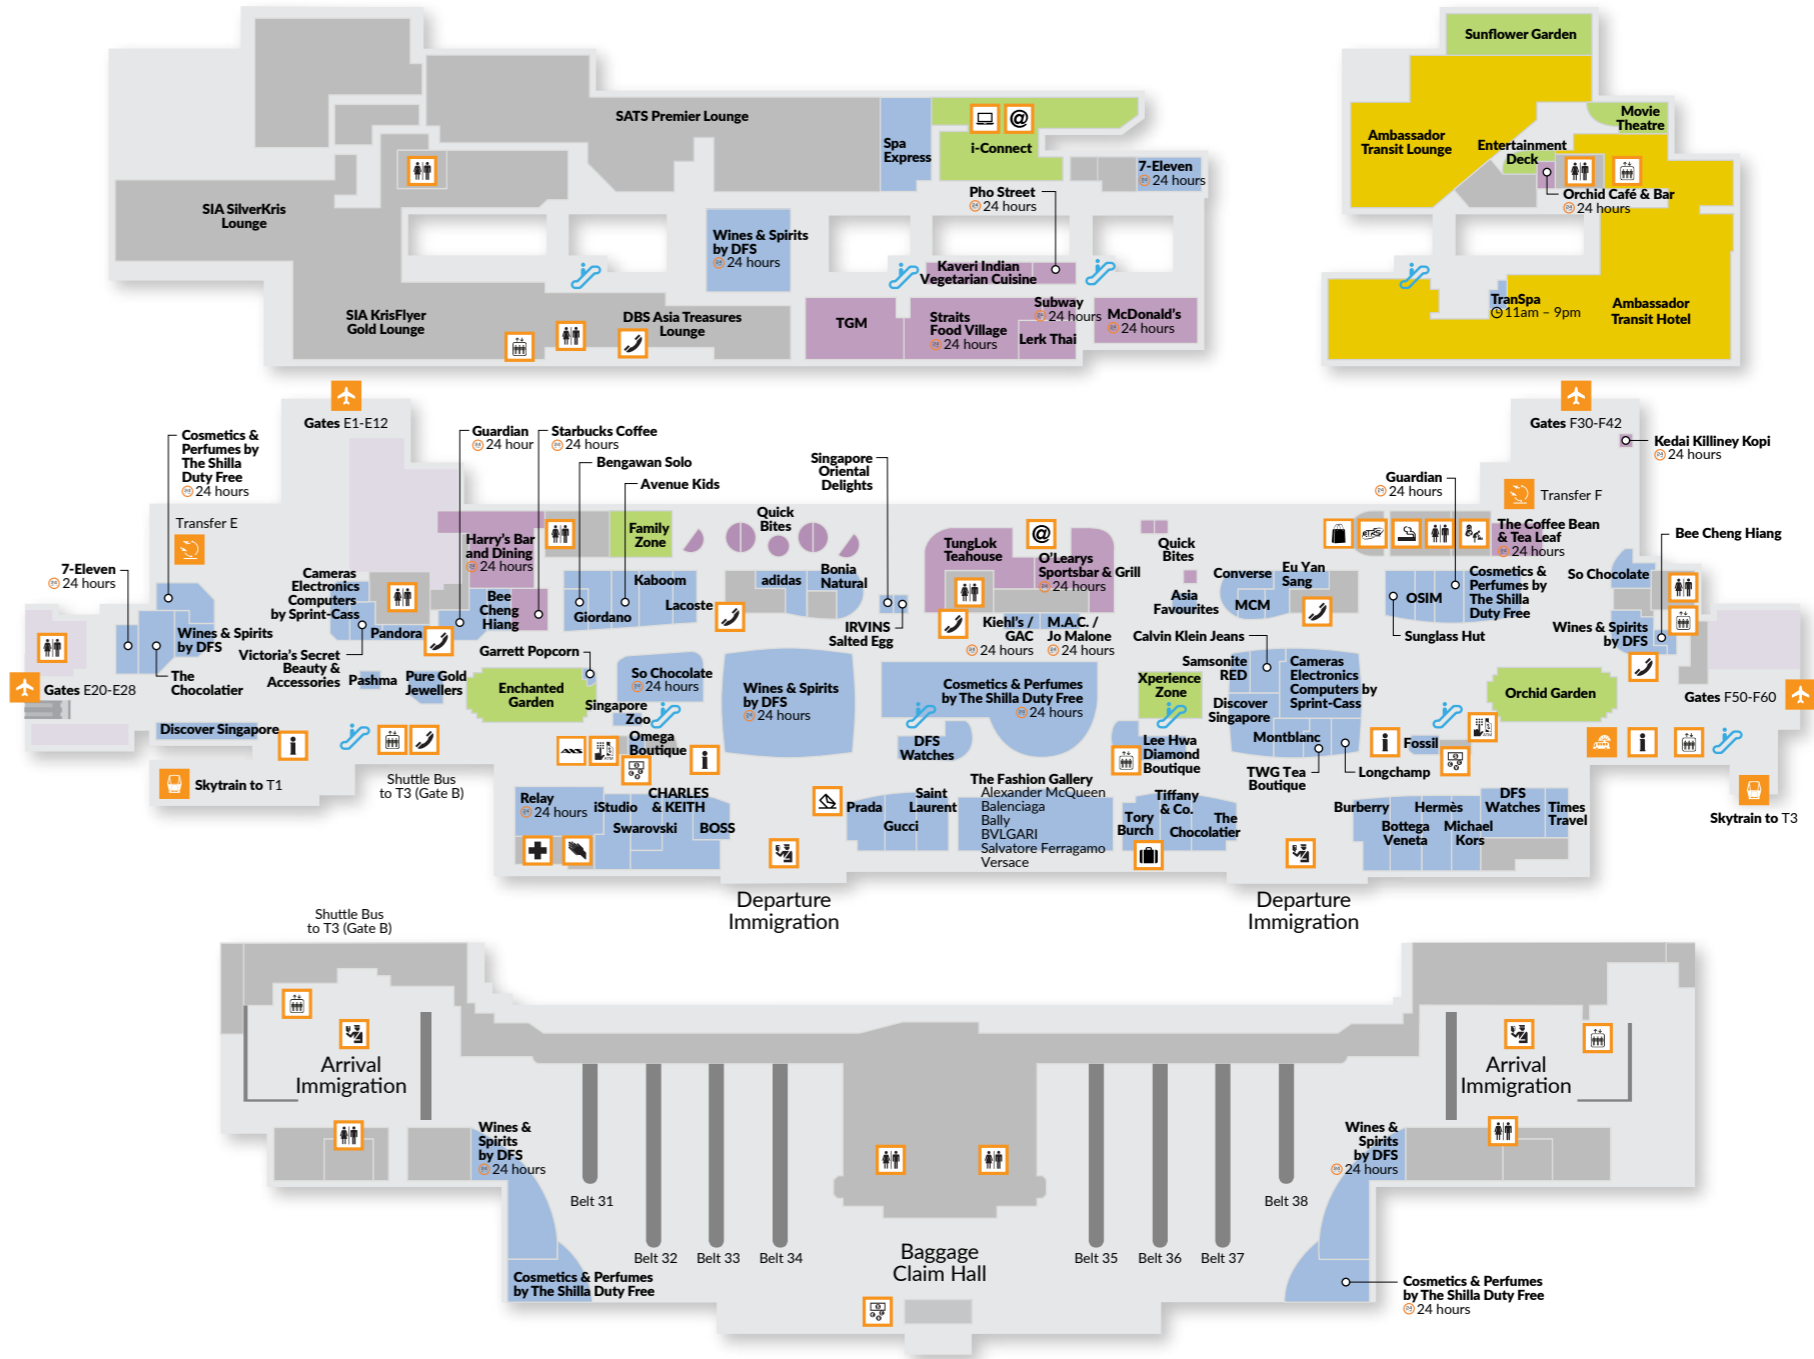 Sunflower Garden
SATS Premier Lounge
Spa
Express
i-Connect
7-Eleven
24 hours
Pho Street
24 hours
SIA SilverKris
Lounge
Wines & Spirits
by DFS
24 hours
Kaveri Indian
Vegetarian Cuisine
SIA KrisFlyer
Gold Lounge
DBS Asia Treasures
Lounge
TGM
Straits
Food Village
24 hours
Subway
24 hours
Lerk Thai
McDonald's
24 hours
Ambassador
Transit Lounge
Movie
Theatre
Entertainment
Deck
Orchid Café & Bar
24 hours
TranSpa
11am – 9pm
Ambassador
Transit Hotel
Gates E1-E12
Gates F30-F42
Cosmetics &
Perfumes by
The Shilla
Duty Free
24 hours
Guardian
24 hour
Starbucks Coffee
24 hours
Bengawan Solo
Avenue Kids
Singapore
Oriental
Delights
Guardian
24 hours
Kedai Killiney Kopi
24 hours
Transfer E
Transfer F
7-Eleven
24 hours
Cameras
Electronics
Computers
by Sprint-Cass
Harry's Bar
and Dining
24 hours
Family
Zone
Quick
Bites
TungLok
Teahouse
O'Learys
Sportsbar & Grill
24 hours
Quick
Bites
The Coffee Bean
& Tea Leaf
24 hours
Bee Cheng Hiang
Wines & Spirits
by DFS
The
Chocolatier
Victoria's Secret
Beauty &
Accessories
Pandora
Bee
Cheng
Hiang
Giordano
Kaboom
Lacoste
adidas
Bonia
Natural
IRVINS
Salted Egg
Kiehl's /
GAC
24 hours
M.A.C. /
Jo Malone
24 hours
Asia
Favourites
Converse
MCM
Eu Yan
Sang
OSIM
Sunglass Hut
Cosmetics &
Perfumes by
The Shilla
Duty Free
So Chocolate
Wines & Spirits
by DFS
Gates E20-E28
Discover Singapore
Pashma
Pure Gold
Jewellers
Garrett Popcorn
Enchanted
Garden
So Chocolate
24 hours
Singapore
Zoo
Omega
Boutique
Wines & Spirits
by DFS
24 hours
Cosmetics & Perfumes
by The Shilla Duty Free
24 hours
DFS
Watches
Xperience
Zone
Lee Hwa
Diamond
Boutique
Calvin Klein Jeans
Samsonite
RED
Discover
Singapore
Cameras
Electronics
Computers by
Sprint-Cass
Montblanc
TWG Tea
Boutique
Longchamp
Fossil
Orchid Garden
Gates F50-F60
AXS
ATM
ATM
Skytrain to T1
Shuttle Bus
to T3 (Gate B)
Skytrain to T3
Relay
24 hours
iStudio
CHARLES
& KEITH
Swarovski
BOSS
Prada
Gucci
Saint
Laurent
The Fashion Gallery
Alexander McQueen
Balenciaga
Bally
BVLGARI
Salvatore Ferragamo
Versace
Tory
Burch
Tiffany
& Co.
The
Chocolatier
Burberry
Bottega
Veneta
Hermès
Michael
Kors
DFS
Watches
Times
Travel
Departure
Immigration
Departure
Immigration
Shuttle Bus
to T3 (Gate B)
Arrival
Immigration
Arrival
Immigration
Wines &
Spirits
by DFS
24 hours
Wines &
Spirits
by DFS
24 hours
Belt 31
Belt 32
Belt 33
Belt 34
Belt 35
Belt 36
Belt 37
Belt 38
Baggage
Claim Hall
Cosmetics & Perfumes
by The Shilla Duty Free
Cosmetics & Perfumes
by The Shilla Duty Free
24 hours